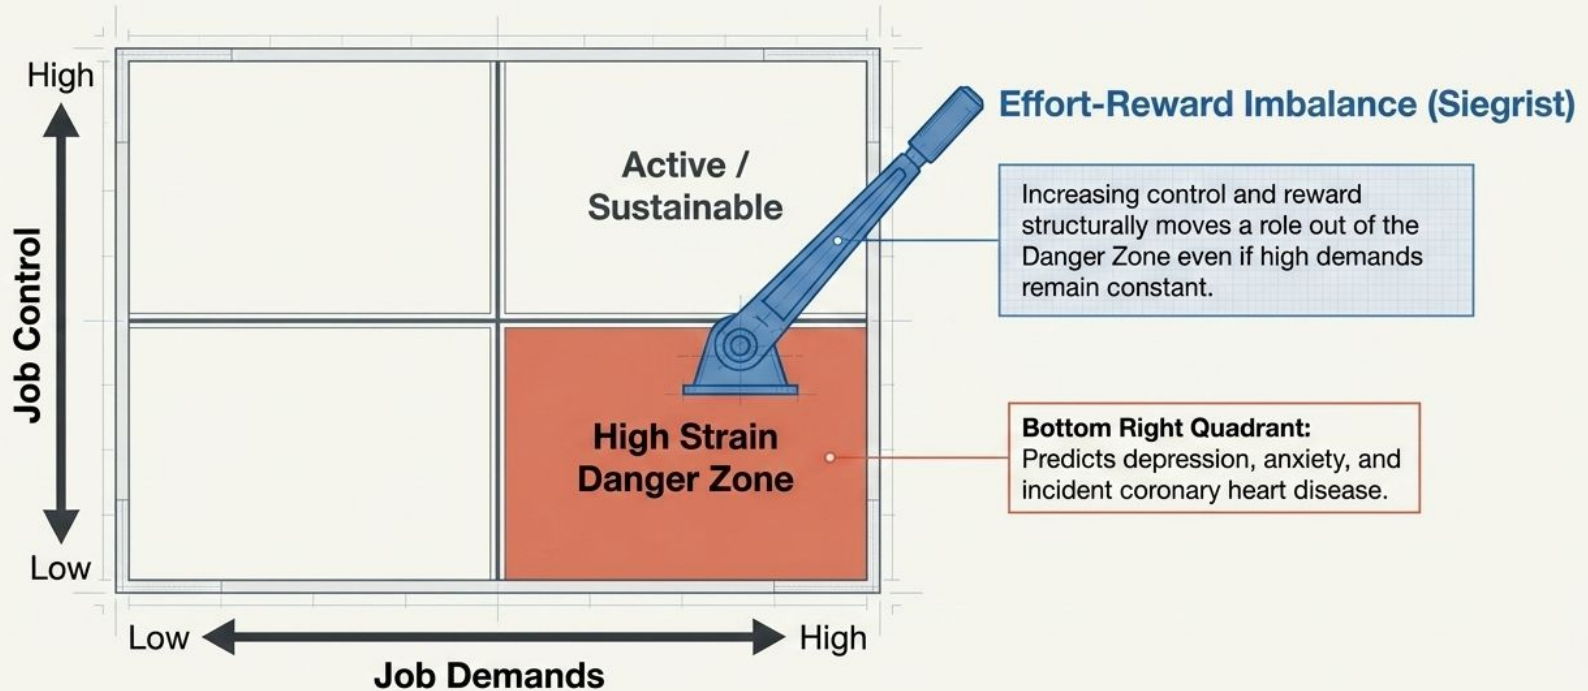 High
Job Control
Low
Active /
Sustainable
High Strain
Danger Zone
Low
High
Job Demands
Effort-Reward Imbalance (Siegrist)
Increasing control and reward
structurally moves a role out of the
Danger Zone even if high demands
remain constant.
Bottom Right Quadrant:
Predicts depression, anxiety, and
incident coronary heart disease.